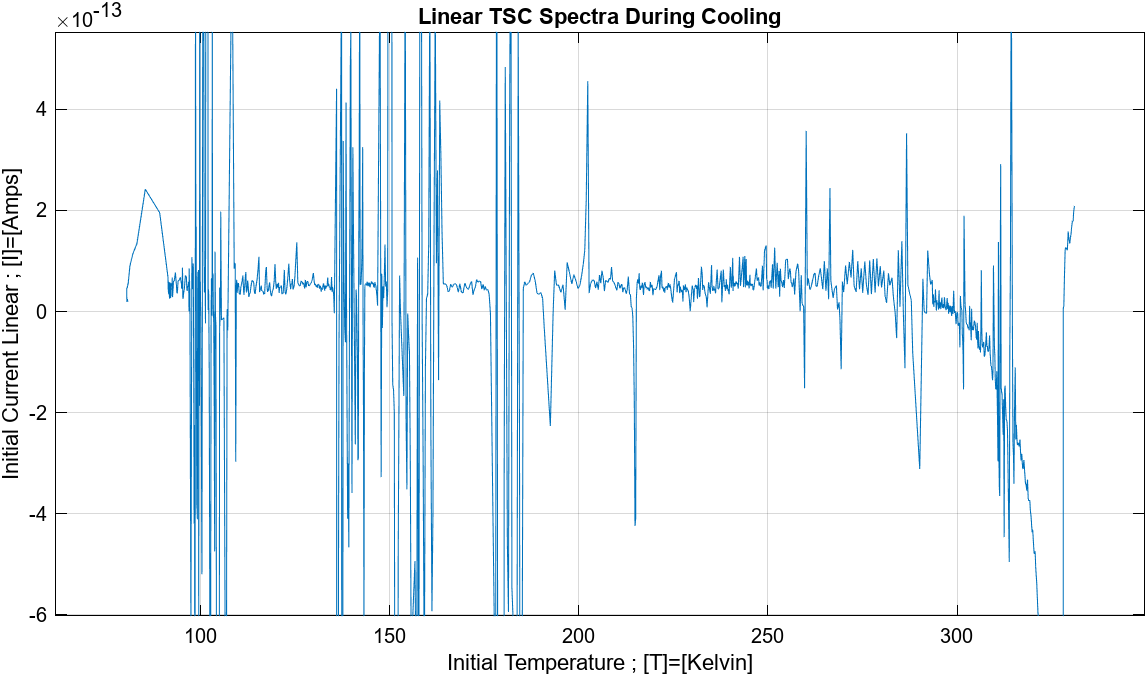 Linear TSC Spectra During Cooling
×10-13
Initial Current Linear ; [I]=[Amps]
4
2
0
-2
-4
-6
100 150 200 250 300
Initial Temperature ; [T]=[Kelvin]